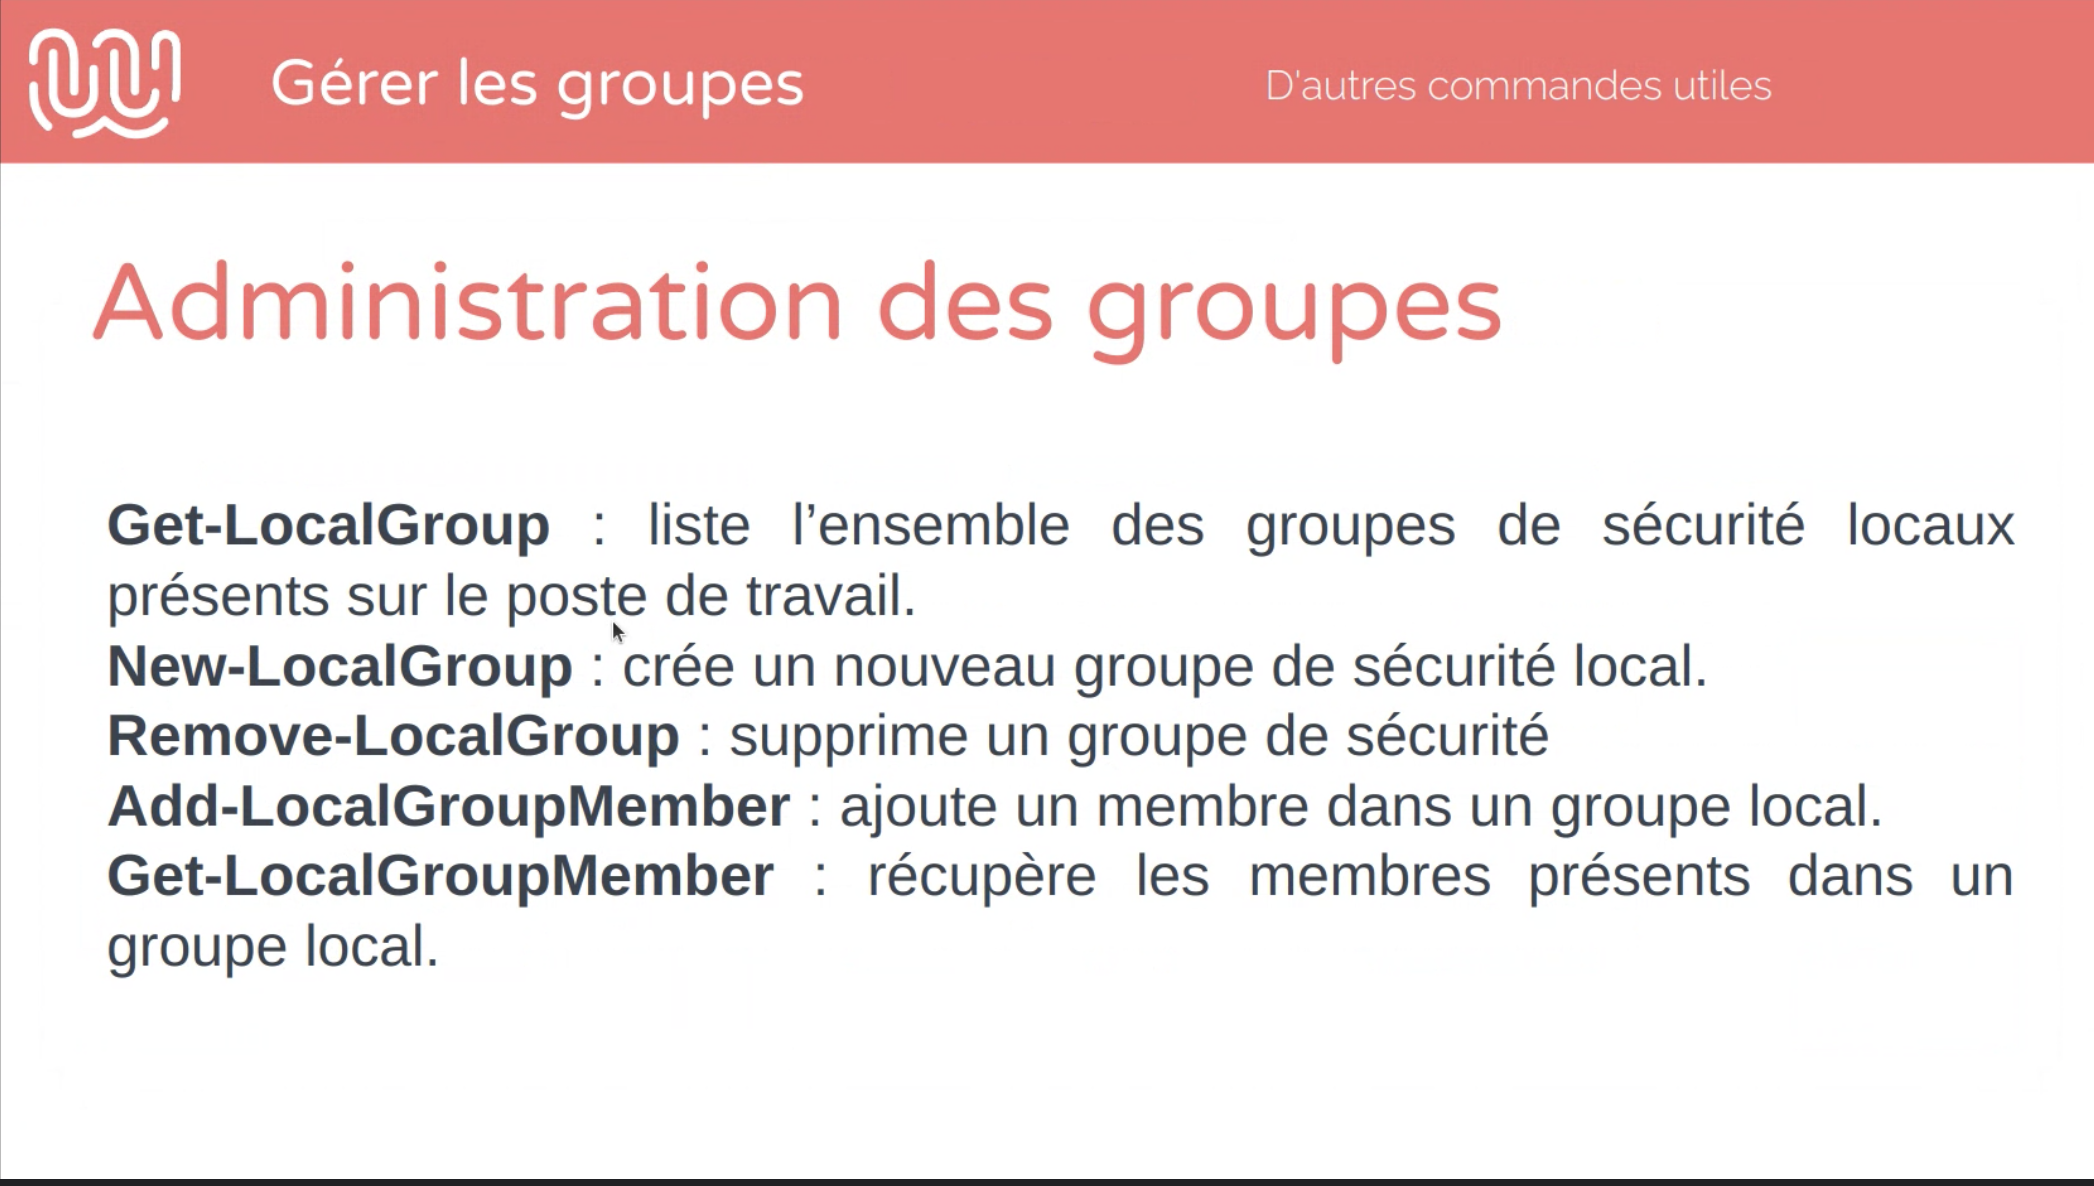 Gérer les groupes
D'autres commandes utiles
Administration des groupes
Get-LocalGroup : liste l’ensemble des groupes de sécurité locaux
présents sur le poste de travail.
New-LocalGroup : crée un nouveau groupe de sécurité local.
Remove-LocalGroup : supprime un groupe de sécurité
Add-LocalGroupMember : ajoute un membre dans un groupe local.
Get-LocalGroupMember : récupère les membres présents dans un
groupe local.